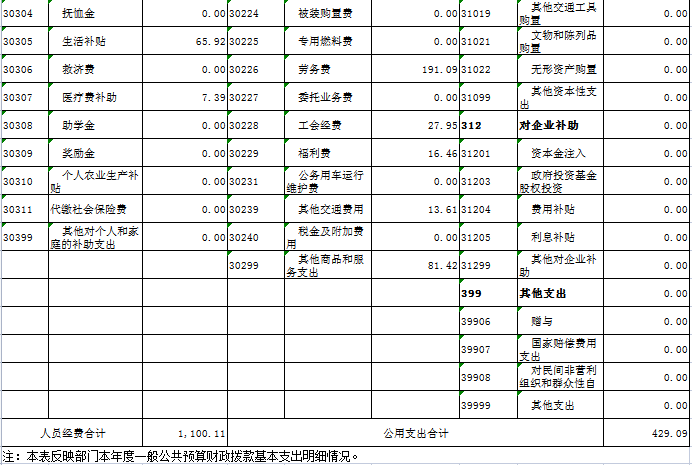 30304 抚恤金 0.00 30224 被装购置费 0.00 31019 其他交通工具购置 0.00
30305 生活补贴 65.92 30225 专用燃料费 0.00 31021 文物和陈列品购置 0.00
30306 救济费 0.00 30226 劳务费 191.09 31022 无形资产购置 0.00
30307 医疗费补助 7.39 30227 委托业务费 0.00 31099 其他资本性支出 0.00
30308 助学金 0.00 30228 工会经费 27.95 312 对企业补助 0.00
30309 奖励金 0.00 30229 福利费 16.46 31201 资本金注入 0.00
30310 个人农业生产补贴 0.00 30231 公务用车运行维护费 0.00 31203 政府投资基金股权投资 0.00
30311 代缴社会保险费 0.00 30239 其他交通费用 13.61 31204 费用补贴 0.00
30399 其他对个人和家庭的补助支出 0.00 30240 税金及附加费用 0.00 31205 利息补贴 0.00
30299 其他商品和服务支出 81.42 31299 其他对企业补助 0.00
399 其他支出 0.00
39906 赠与 0.00
39907 国家赔偿费用支出 0.00
39908 对民间非营利组织和群众性自 0.00
39999 其他支出 0.00
人员经费合计 1,100.11 公用支出合计 429.09
注：本表反映部门本年度一般公共预算财政拨款基本支出明细情况。